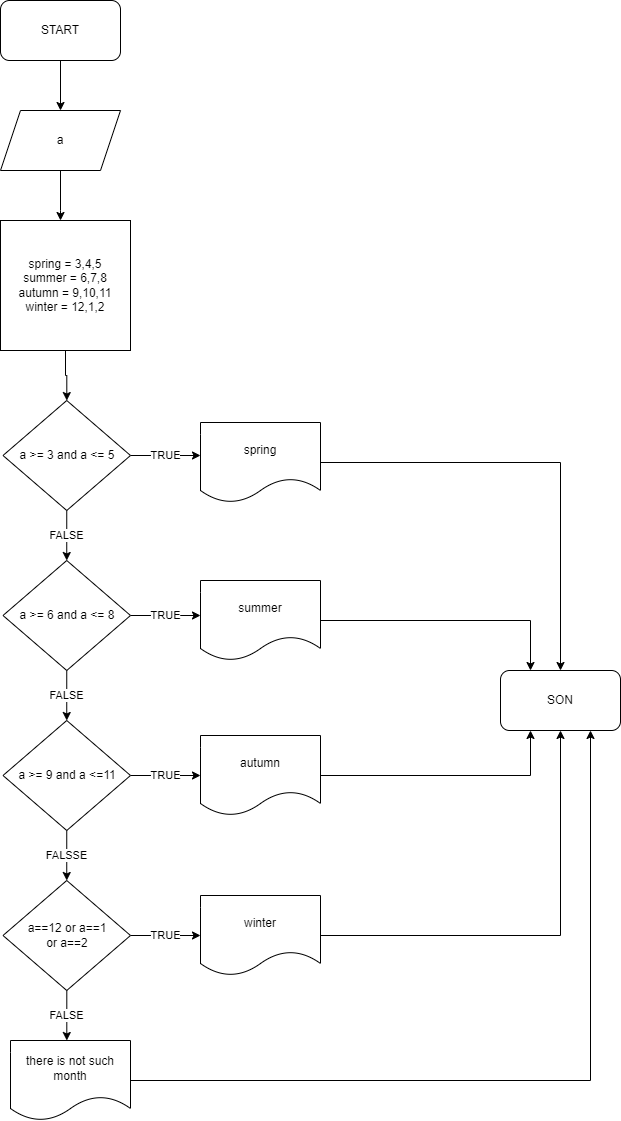 START
a
spring = 3,4,5
summer = 6,7,8
autumn = 9,10,11
winter = 12,1,2
a >= 3 and a <= 5
TRUE
spring
FALSE
a >= 6 and a <= 8
TRUE
summer
FALSE
SON
a >= 9 and a <=11
TRUE
autumn
FALSSE
a==12 or a==1
or a==2
TRUE
winter
FALSE
there is not such
month